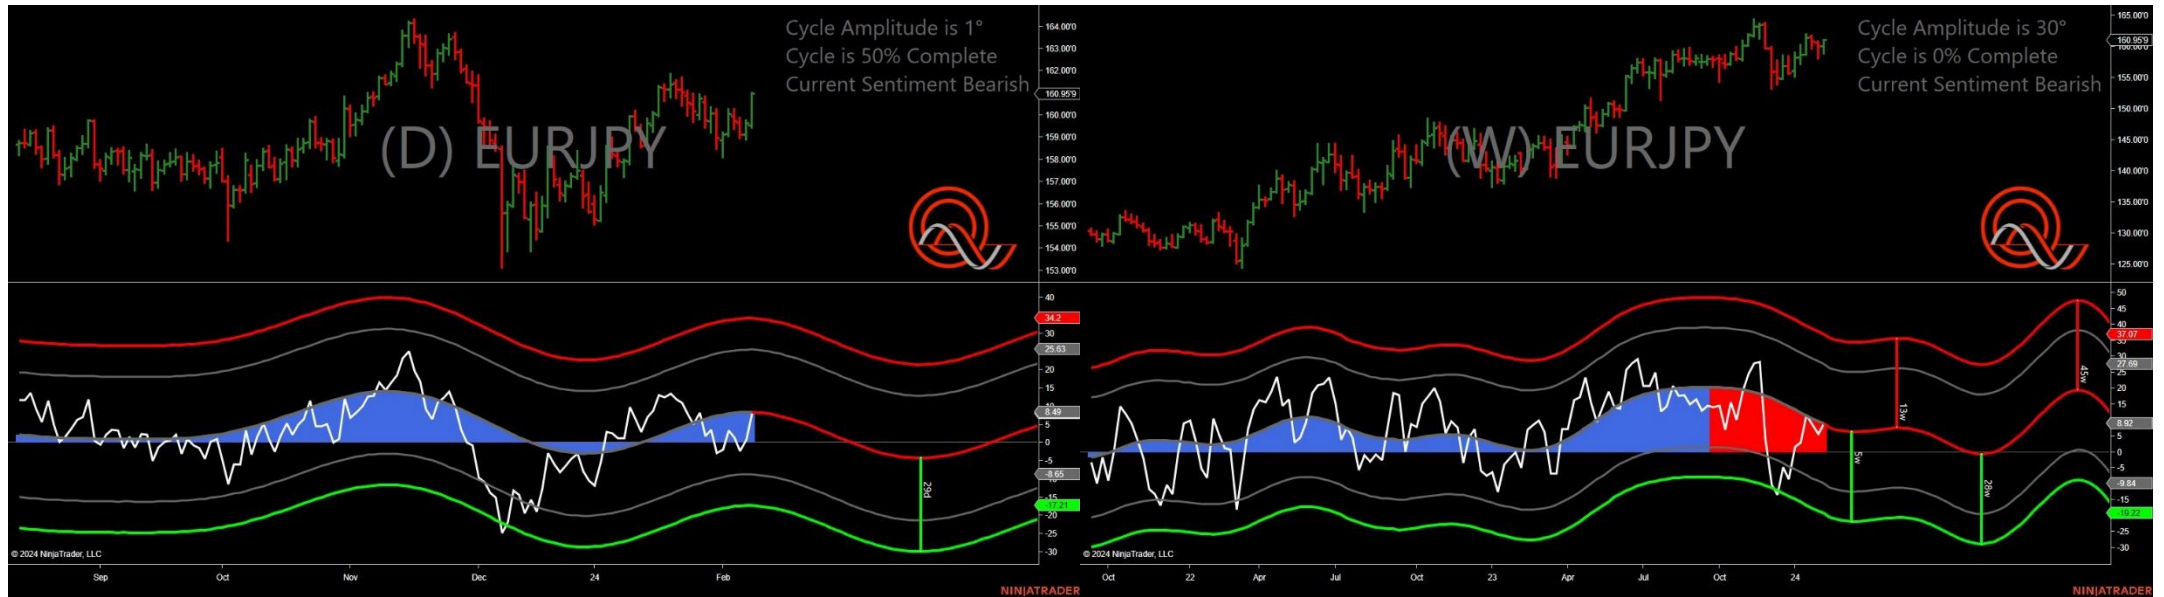 Cycle Amplitude is 1°
Cycle is 50% Complete
Current Sentiment Bearish
(D) EURJPY
164.00'0
163.00'0
162.00'0
160.95'9
160.00'0
159.00'0
158.00'0
157.00'0
156.00'0
155.00'0
154.00'0
153.00'0
40
34.2
30
25.63
20
15
8.49
5
0
-5
-8.65
-15
-17.21
-20
-25
-30
29d
© 2024 NinjaTrader, LLC
Sep
Oct
Nov
Dec
24
Feb
NINJATRADER
Cycle Amplitude is 30°
Cycle is 0% Complete
Current Sentiment Bearish
(W) EURJPY
165.00'0
160.95'9
155.00'0
150.00'0
145.00'0
140.00'0
135.00'0
130.00'0
125.00'0
50
45
40
37.07
30
27.69
25
20
15
8.92
5
0
-5
-9.84
-15
-19.22
-25
-30
5w
13w
28w
45w
© 2024 NinjaTrader, LLC
Oct
22
Apr
Jul
Oct
23
Apr
Jul
Oct
24
NINJATRADER